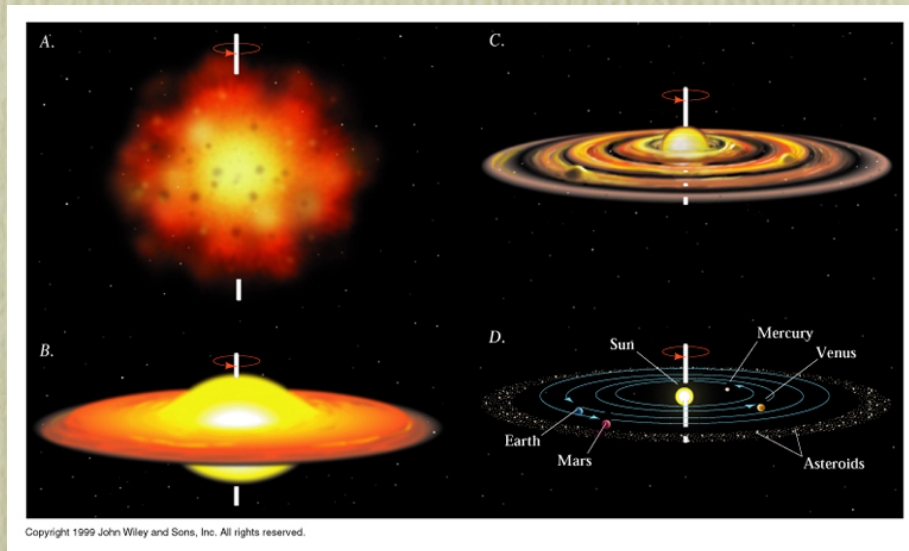 A.
B.
C.
D.
Sun
Mercury
Venus
Earth
Mars
Asteroids
Copyright 1999 John Wiley and Sons, Inc. All rights reserved.